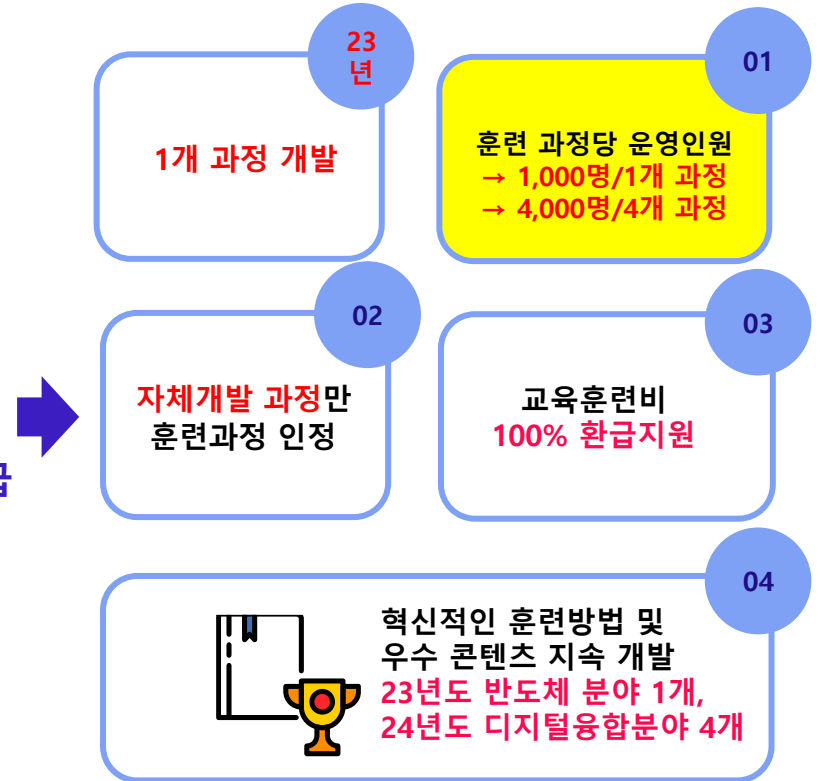 23
년
1개 과정 개발
01
훈련 과정당 운영인원
→ 1,000명/1개 과정
→ 4,000명/4개 과정
02
자체개발 과정만
훈련과정 인정
03
교육훈련비
100% 환급지원
급
04
혁신적인 훈련방법 및
우수 콘텐츠 지속 개발
23년도 반도체 분야 1개,
24년도 디지털융합분야 4개